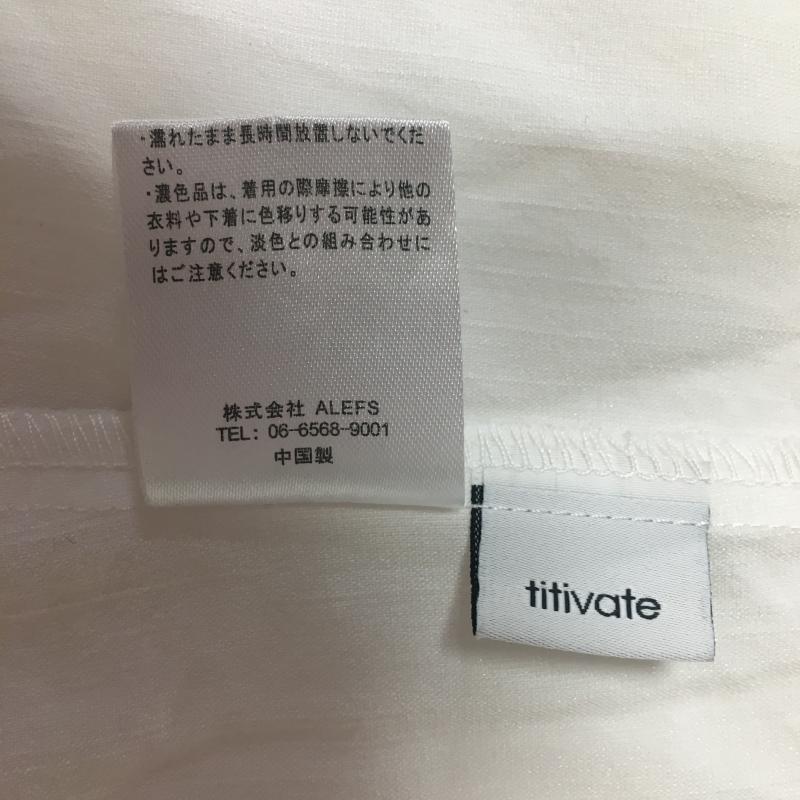 ・濡れたまま長時間放置しないでくだ
さい。
・濃色品は、着用の際摩擦により他の
衣料や下着に色移りする可能性があ
りますので、淡色との組み合わせに
はご注意ください。
株式会社 ALEFS
TEL: 06-6568-9001
中国製
titivate